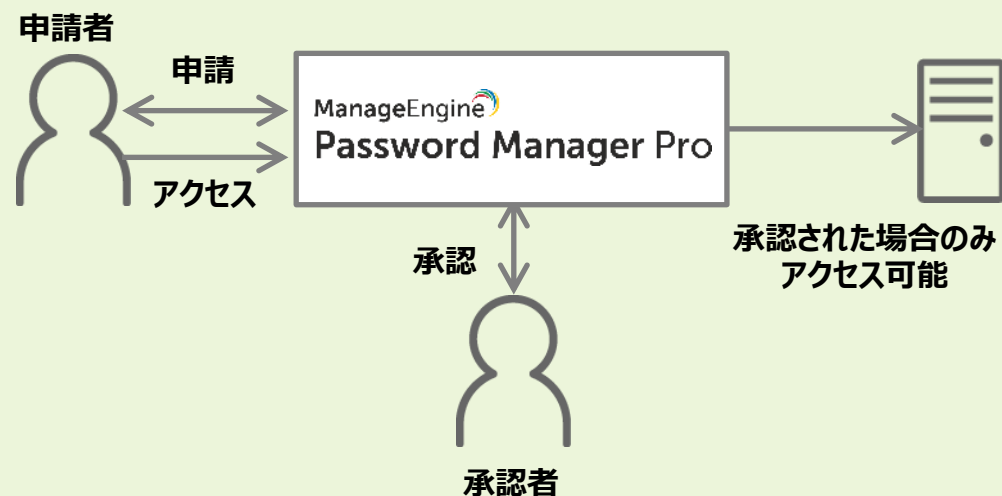 申請者
申請
ManageEngine
Password Manager Pro
アクセス
承認された場合のみ
アクセス可能
承認
承認者